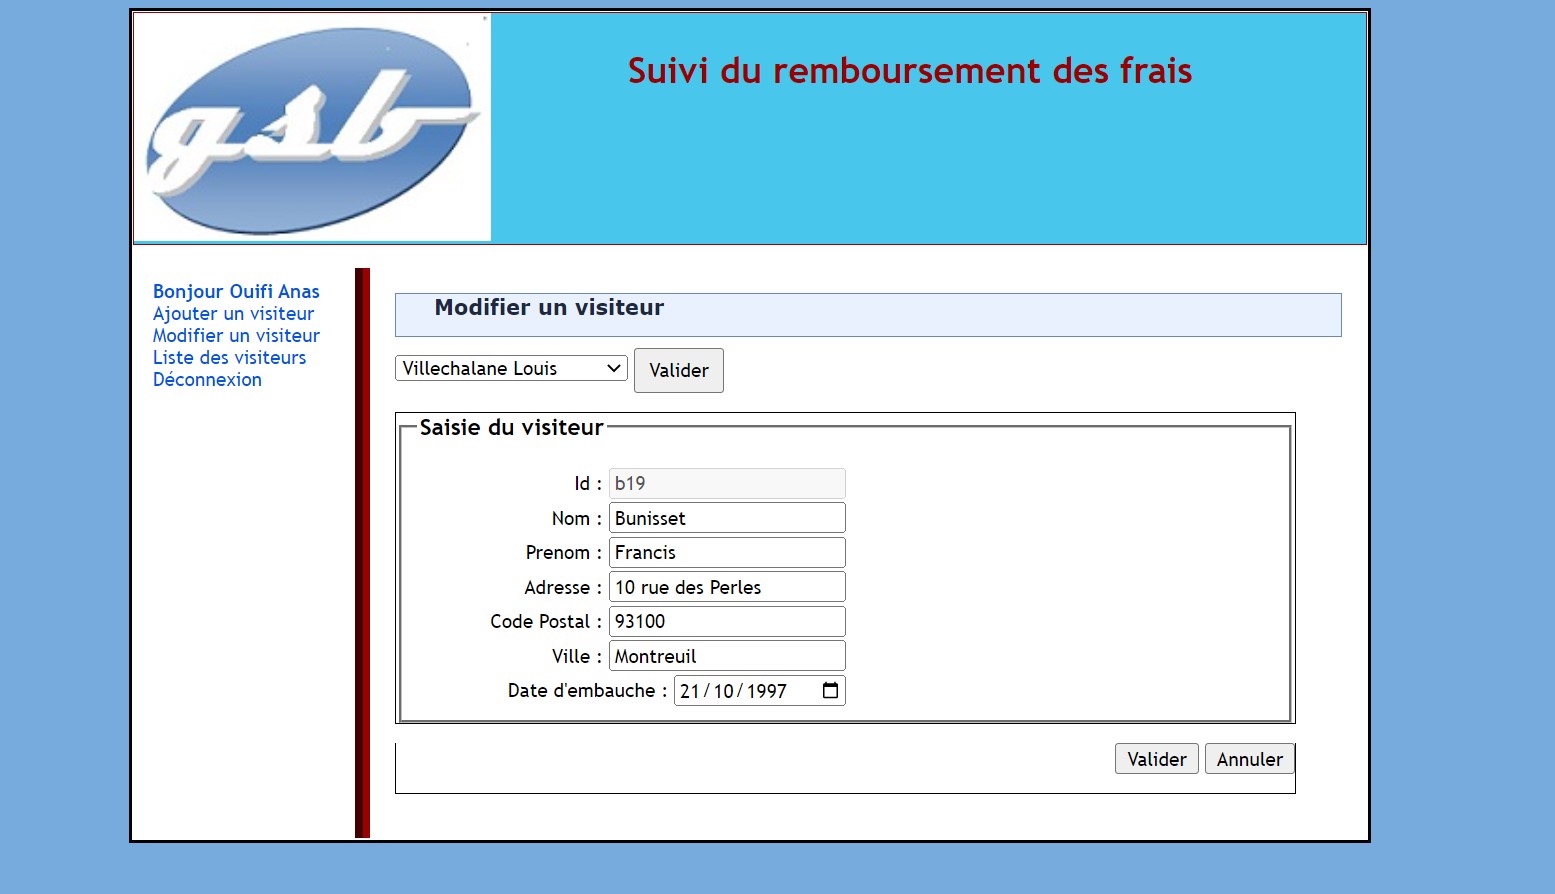 gsb
Suivi du remboursement des frais
Bonjour Ouifi Anas
Ajouter un visiteur
Modifier un visiteur
Liste des visiteurs
Déconnexion
Modifier un visiteur
Villechalane Louis Valider
Saisie du visiteur
Id : b19
Nom : Bunisset
Prenom : Francis
Adresse : 10 rue des Perles
Code Postal : 93100
Ville : Montreuil
Date d'embauche : 21/10/1997
Valider Annuler